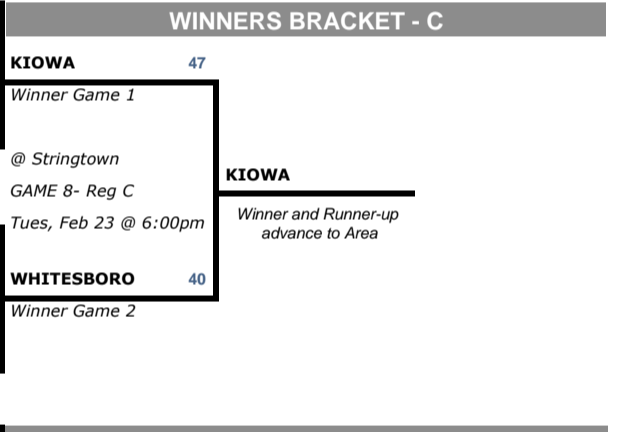 WINNERS BRACKET - C
KIOWA 47
Winner Game 1
@ Stringtown
GAME 8- Reg C
Tues, Feb 23 @ 6:00pm
WHITESBORO 40
Winner Game 2
KIOWA
Winner and Runner-up
advance to Area